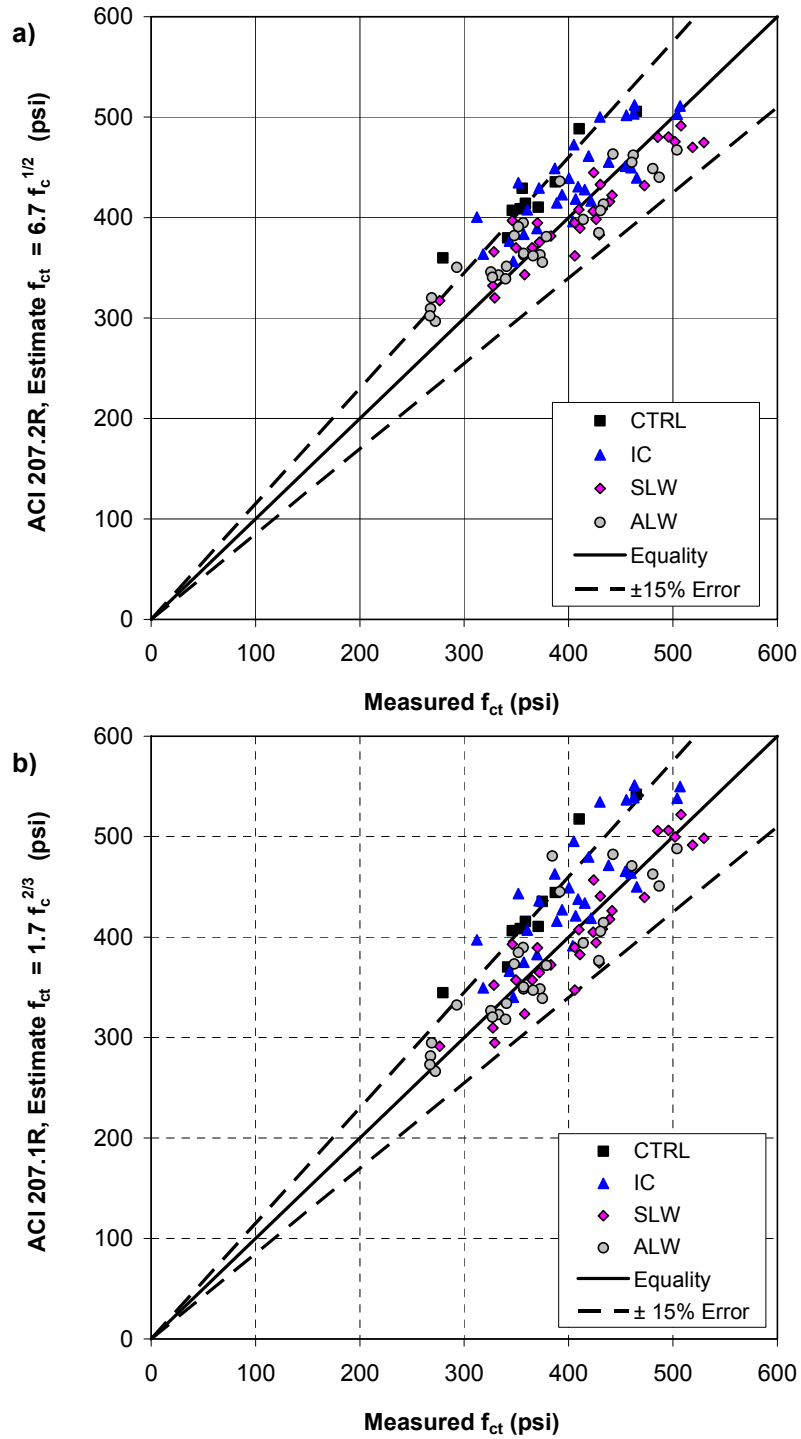 a)
ACI 207.2R, Estimate f_ct = 6.7 f_c^1/2 (psi)
600
500
400
300
200
100
0
CTRL
IC
SLW
ALW
Equality
±15% Error
0 100 200 300 400 500 600
Measured f_ct (psi)
b)
ACI 207.1R, Estimate f_ct = 1.7 f_c^2/3 (psi)
600
500
400
300
200
100
0
CTRL
IC
SLW
ALW
Equality
± 15% Error
0 100 200 300 400 500 600
Measured f_ct (psi)